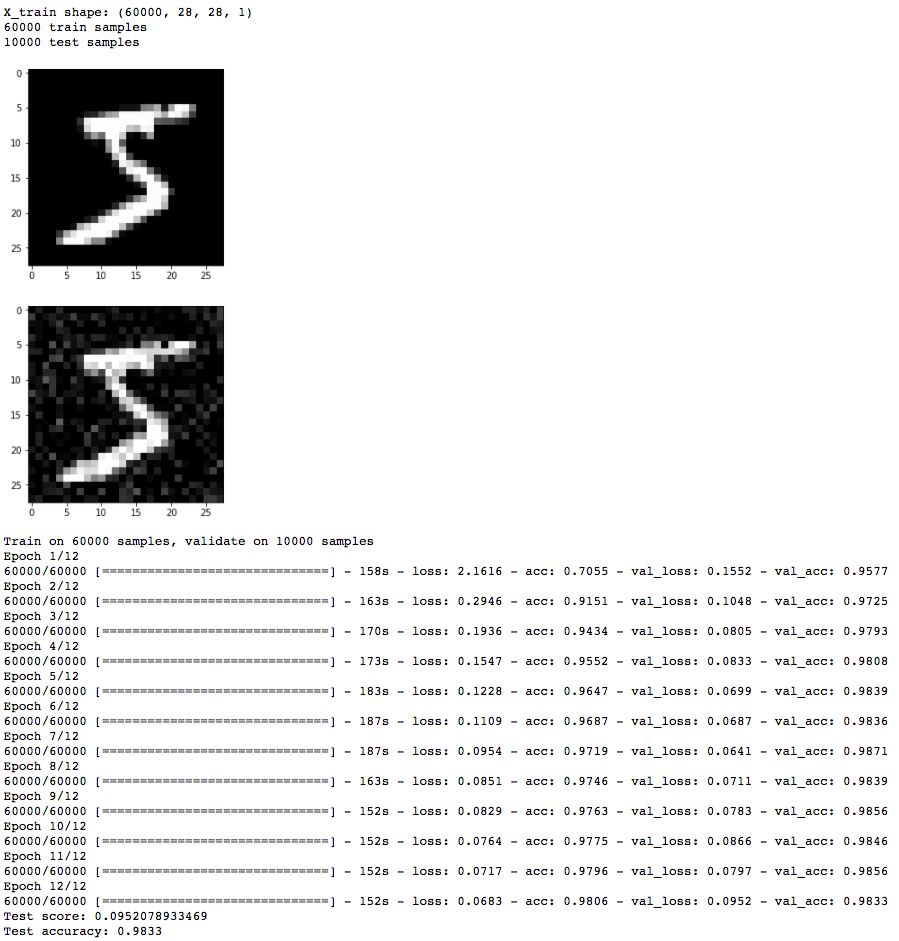 X_train shape: (60000, 28, 28, 1)
60000 train samples
10000 test samples
0
5
10
15
20
25
0 5 10 15 20 25
0
5
10
15
20
25
0 5 10 15 20 25
Train on 60000 samples, validate on 10000 samples
Epoch 1/12
60000/60000 [==============================] - 158s - loss: 2.1616 - acc: 0.7055 - val_loss: 0.1552 - val_acc: 0.9577
Epoch 2/12
60000/60000 [==============================] - 163s - loss: 0.2946 - acc: 0.9151 - val_loss: 0.1048 - val_acc: 0.9725
Epoch 3/12
60000/60000 [==============================] - 170s - loss: 0.1936 - acc: 0.9434 - val_loss: 0.0805 - val_acc: 0.9793
Epoch 4/12
60000/60000 [==============================] - 173s - loss: 0.1547 - acc: 0.9552 - val_loss: 0.0833 - val_acc: 0.9808
Epoch 5/12
60000/60000 [==============================] - 183s - loss: 0.1228 - acc: 0.9647 - val_loss: 0.0699 - val_acc: 0.9839
Epoch 6/12
60000/60000 [==============================] - 187s - loss: 0.1109 - acc: 0.9687 - val_loss: 0.0687 - val_acc: 0.9836
Epoch 7/12
60000/60000 [==============================] - 187s - loss: 0.0954 - acc: 0.9719 - val_loss: 0.0641 - val_acc: 0.9871
Epoch 8/12
60000/60000 [==============================] - 163s - loss: 0.0851 - acc: 0.9746 - val_loss: 0.0711 - val_acc: 0.9839
Epoch 9/12
60000/60000 [==============================] - 152s - loss: 0.0829 - acc: 0.9763 - val_loss: 0.0783 - val_acc: 0.9856
Epoch 10/12
60000/60000 [==============================] - 152s - loss: 0.0764 - acc: 0.9775 - val_loss: 0.0866 - val_acc: 0.9846
Epoch 11/12
60000/60000 [==============================] - 152s - loss: 0.0717 - acc: 0.9796 - val_loss: 0.0797 - val_acc: 0.9856
Epoch 12/12
60000/60000 [==============================] - 152s - loss: 0.0683 - acc: 0.9806 - val_loss: 0.0952 - val_acc: 0.9833
Test score: 0.0952078933469
Test accuracy: 0.9833